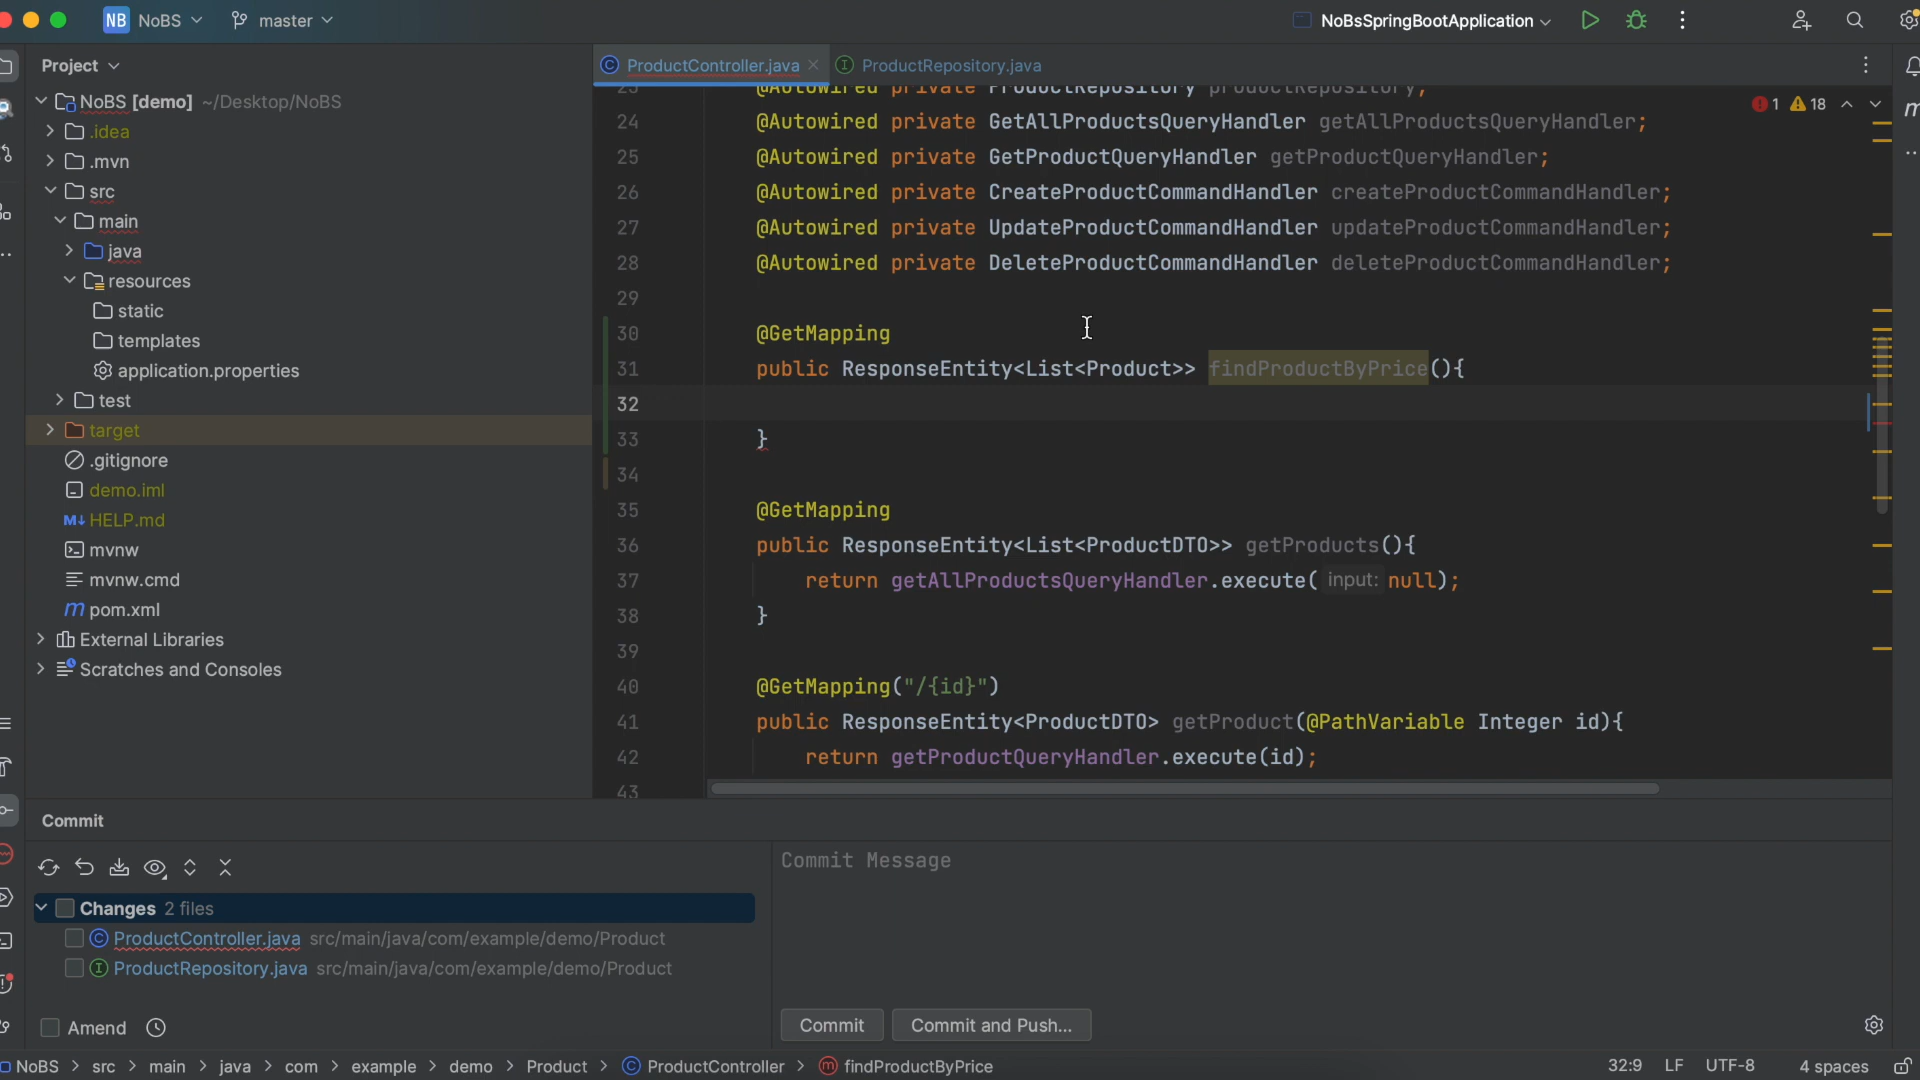 NB NoBS master NoBsSpringBootApplication
Project
NoBS [demo] ~/Desktop/NoBS
.idea
.mvn
src
main
java
resources
static
templates
application.properties
test
target
.gitignore
demo.iml
M↓ HELP.md
mvnw
mvnw.cmd
m pom.xml
External Libraries
Scratches and Consoles
C ProductController.java I ProductRepository.java
1 18
23 @Autowired private ProductRepository productRepository;
24 @Autowired private GetAllProductsQueryHandler getAllProductsQueryHandler;
25 @Autowired private GetProductQueryHandler getProductQueryHandler;
26 @Autowired private CreateProductCommandHandler createProductCommandHandler;
27 @Autowired private UpdateProductCommandHandler updateProductCommandHandler;
28 @Autowired private DeleteProductCommandHandler deleteProductCommandHandler;
29
30 @GetMapping
31 public ResponseEntity<List<Product>> findProductByPrice(){
32
33 }
34
35 @GetMapping
36 public ResponseEntity<List<ProductDTO>> getProducts(){
37 return getAllProductsQueryHandler.execute( input: null);
38 }
39
40 @GetMapping("/{id}")
41 public ResponseEntity<ProductDTO> getProduct(@PathVariable Integer id){
42 return getProductQueryHandler.execute(id);
43
Commit
Changes 2 files
C ProductController.java src/main/java/com/example/demo/Product
I ProductRepository.java src/main/java/com/example/demo/Product
Amend
Commit Message
Commit Commit and Push...
NoBS > src > main > java > com > example > demo > Product > C ProductController > m findProductByPrice 32:9 LF UTF-8 4 spaces